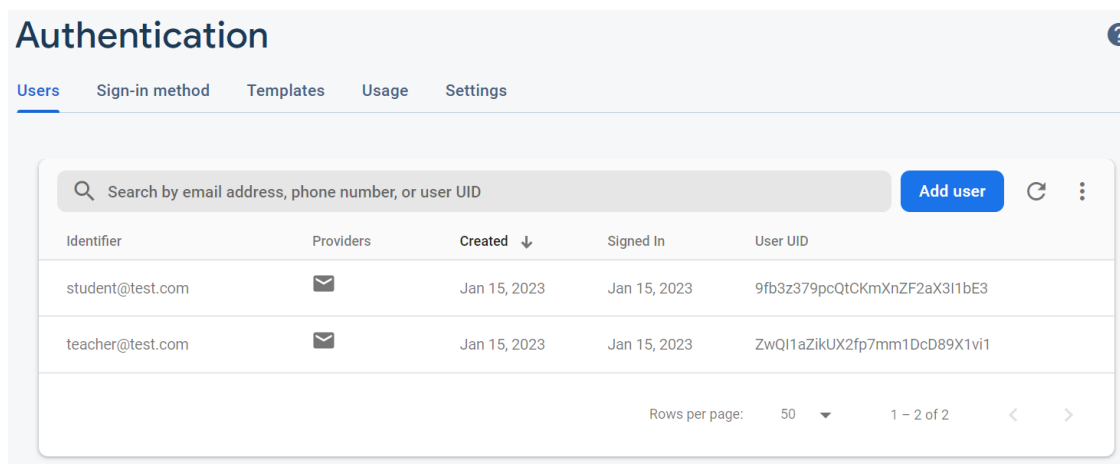 Authentication
Users Sign-in method Templates Usage Settings
Search by email address, phone number, or user UID Add user
Identifier Providers Created Signed In User UID
student@test.com Jan 15, 2023 Jan 15, 2023 9fb3z379pcQtCKmXnZF2aX3I1bE3
teacher@test.com Jan 15, 2023 Jan 15, 2023 ZwQI1aZikUX2fp7mm1DcD89X1vi1
Rows per page: 50 1 – 2 of 2